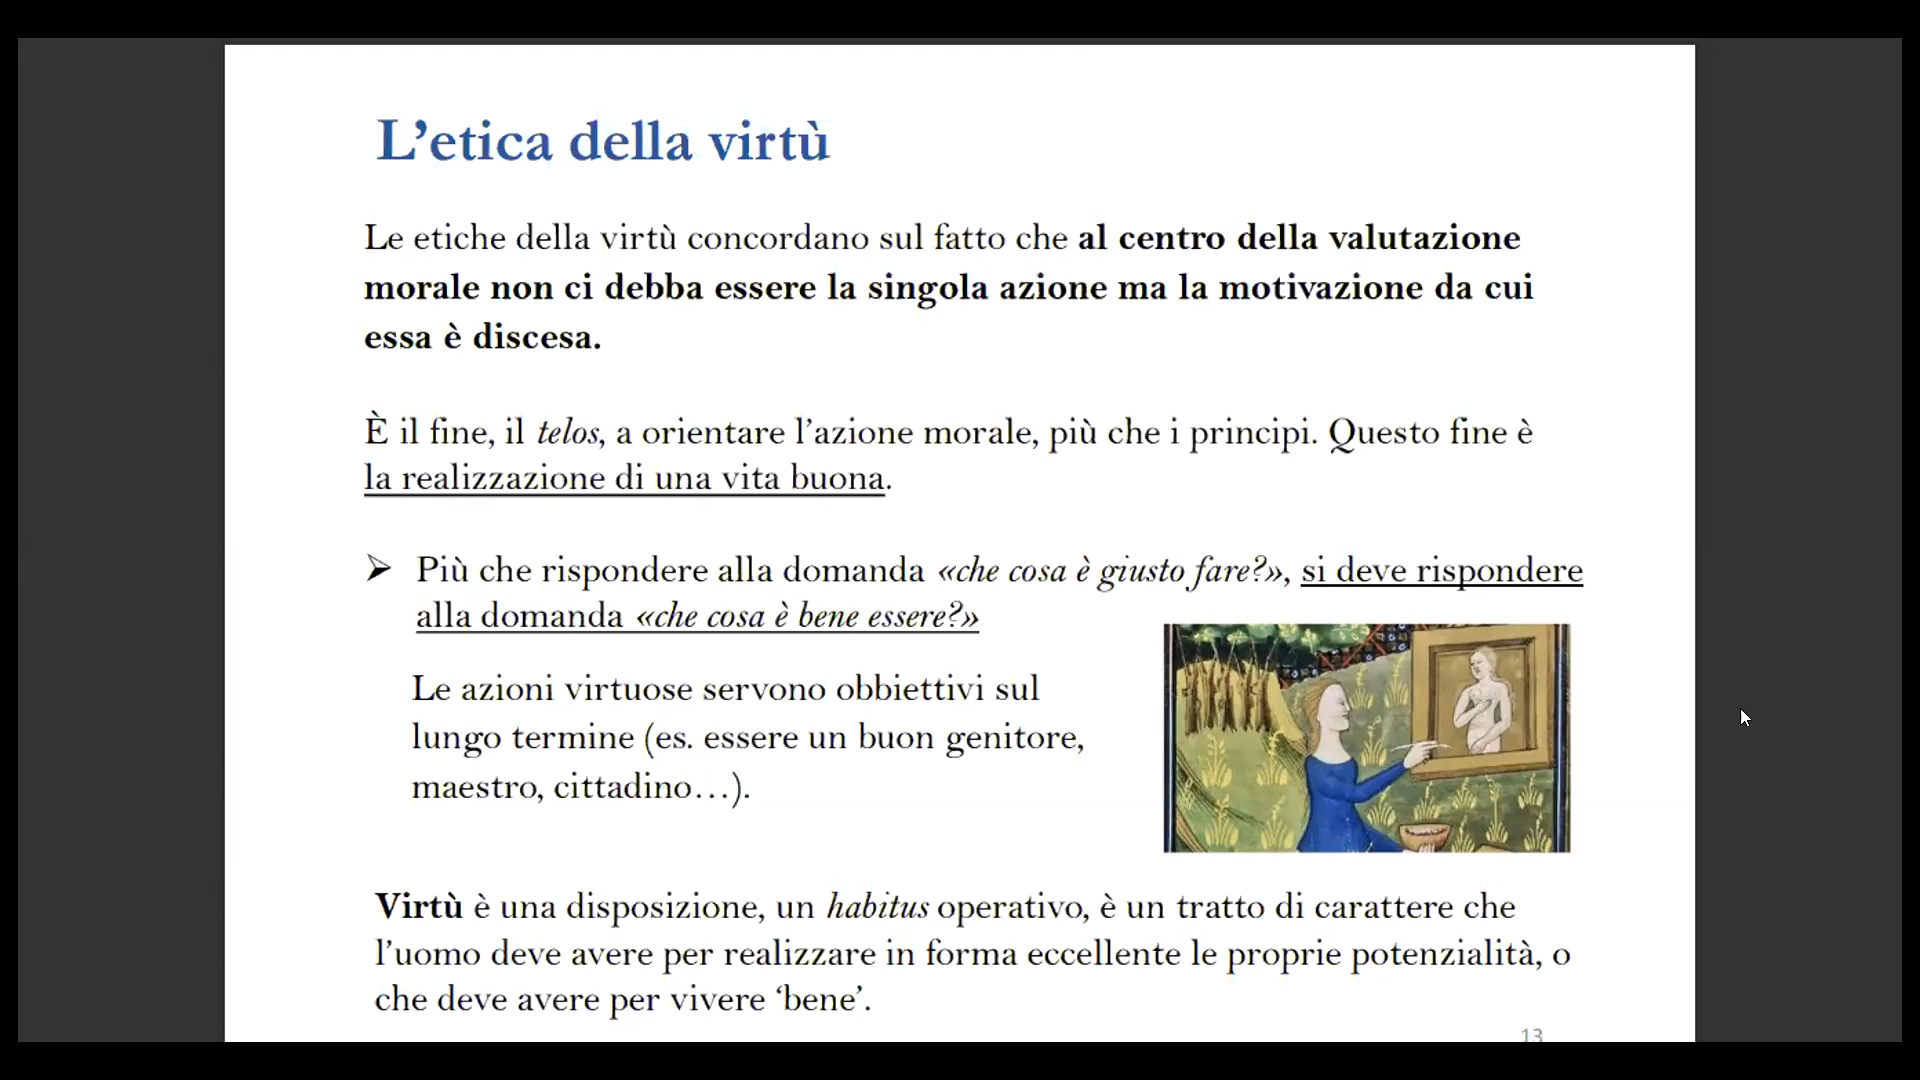 L’etica della virtù
Le etiche della virtù concordano sul fatto che al centro della valutazione
morale non ci debba essere la singola azione ma la motivazione da cui
essa è discesa.
È il fine, il telos, a orientare l’azione morale, più che i principi. Questo fine è
la realizzazione di una vita buona.
➢ Più che rispondere alla domanda «che cosa è giusto fare?», si deve rispondere
alla domanda «che cosa è bene essere?»
Le azioni virtuose servono obbiettivi sul
lungo termine (es. essere un buon genitore,
maestro, cittadino…).
Virtù è una disposizione, un habitus operativo, è un tratto di carattere che
l’uomo deve avere per realizzare in forma eccellente le proprie potenzialità, o
che deve avere per vivere ‘bene’.
13